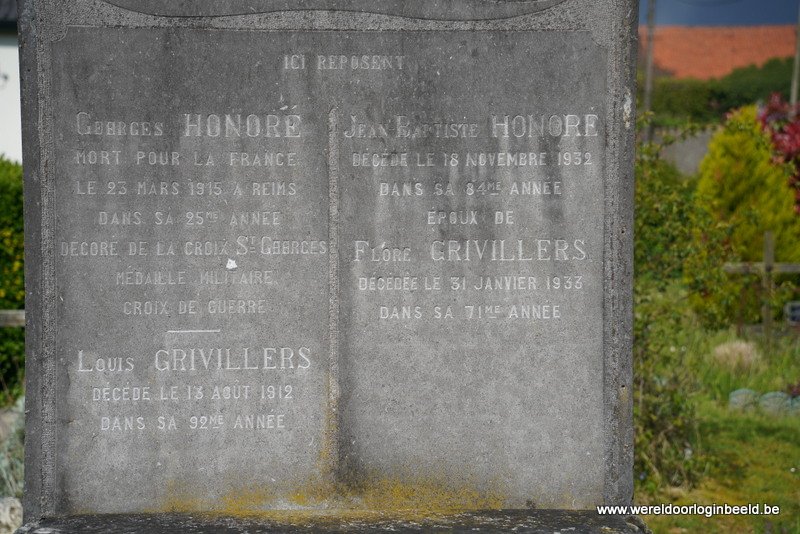 ICI REPOSENT
GEORGES HONORÉ
MORT POUR LA FRANCE
LE 23 MARS 1915 A REIMS
DANS SA 25ME ANNÉE
DÉCORÉ DE LA CROIX ST GEORGES
MÉDAILLE MILITAIRE
CROIX DE GUERRE
LOUIS GRIVILLERS
DÉCÉDÉ LE 13 AOUT 1912
DANS SA 92ME ANNÉE
JEAN BAPTISTE HONORÉ
DÉCÉDÉ LE 18 NOVEMBRE 1932
DANS SA 84ME ANNÉE
EPOUX DE
FLORE GRIVILLERS
DÉCÉDÉE LE 31 JANVIER 1933
DANS SA 71ME ANNÉE
www.wereldoorloginbeeld.be